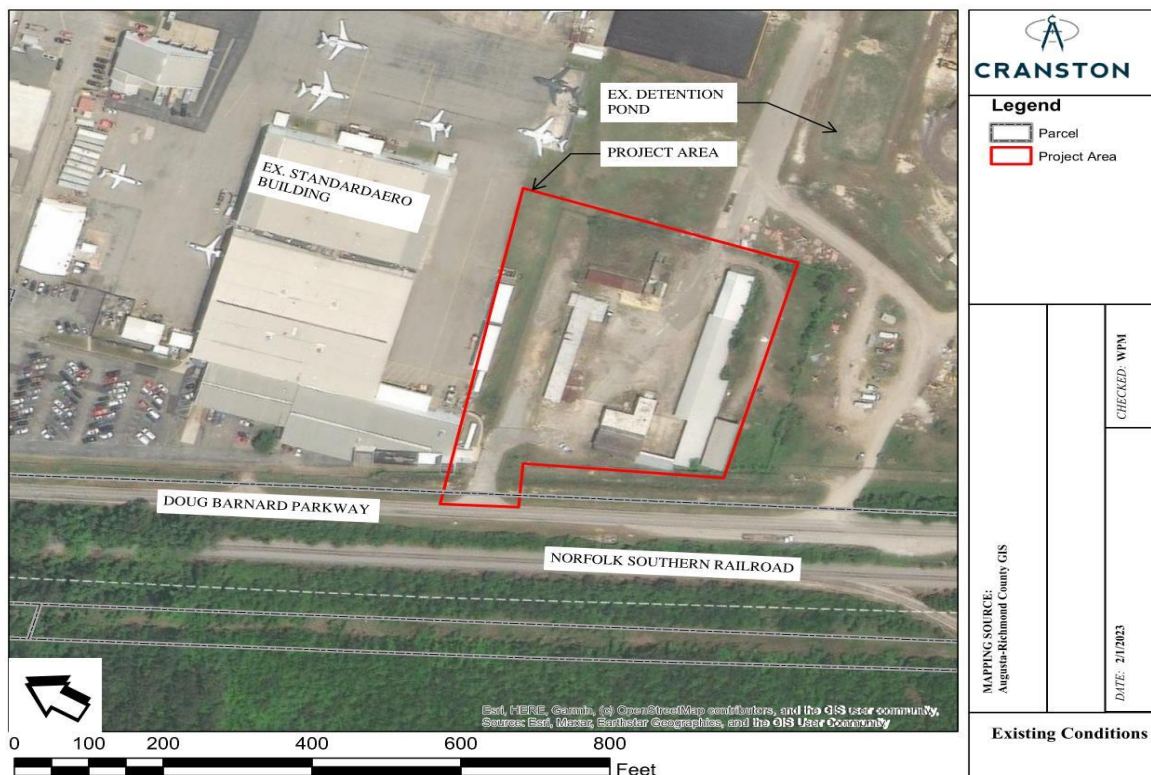 EX. DETENTION
POND
PROJECT AREA
EX. STANDARDAERO
BUILDING
DOUG BARNARD PARKWAY
NORFOLK SOUTHERN RAILROAD
Esri, HERE, Garmin, (c) OpenStreetMap contributors, and the GIS user community,
Source: Esri, Maxar, Earthstar Geographics, and the GIS User Community
0 100 200 400 600 800
Feet
CRANSTON
Legend
Parcel
Project Area
CHECKED: WPM
MAPPING SOURCE:
Augusta-Richmond County GIS
DATE: 2/1/2023
Existing Conditions